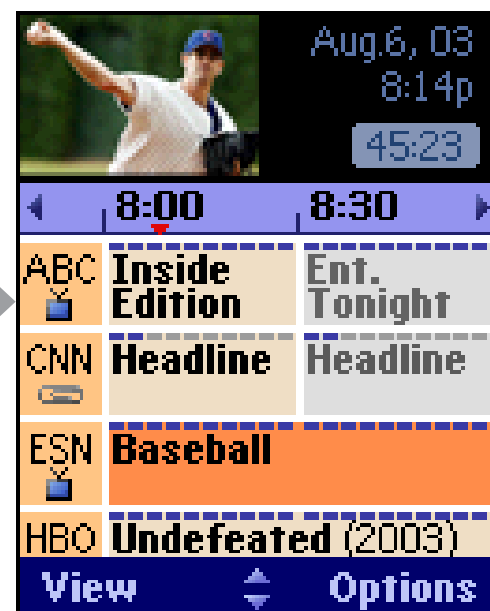 Aug.6, 03
8:14p
45:23
8:00 8:30
ABC Inside Edition Ent. Tonight
CNN Headline Headline
ESN Baseball
HBO Undefeated (2003)
View Options